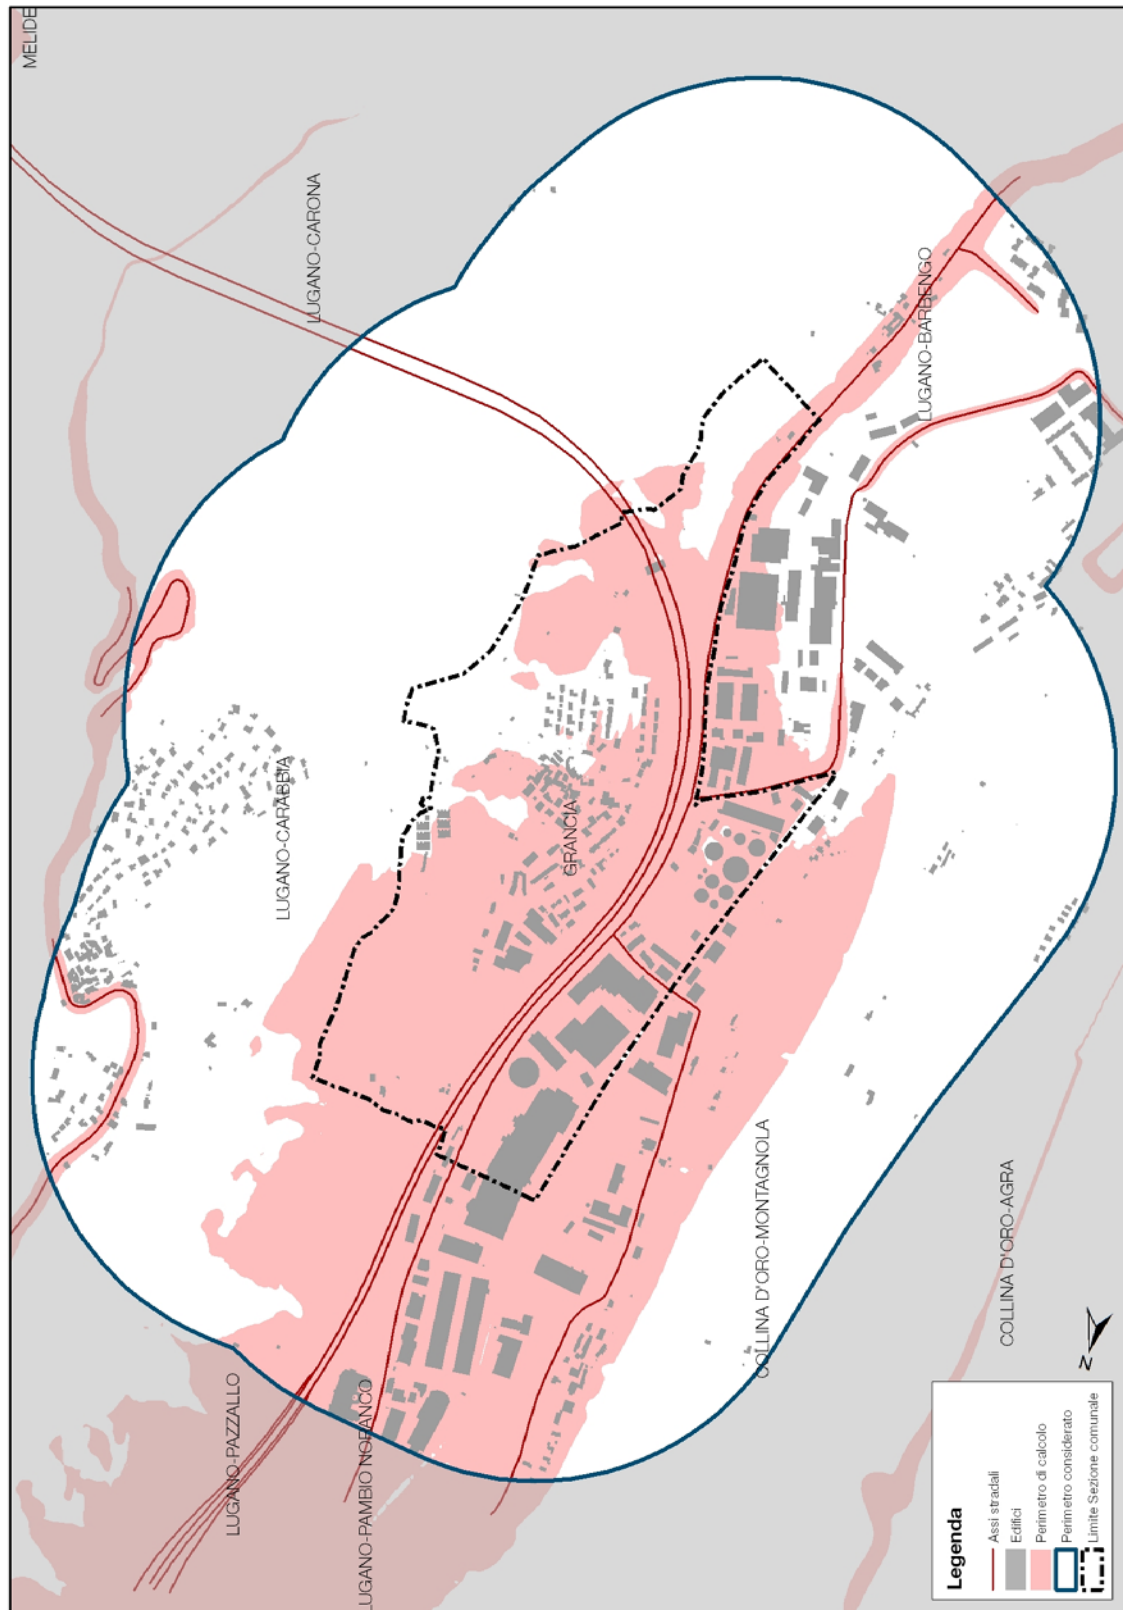 MELIDE
LUGANO-CARONA
LUGANO-BARBENGO
LUGANO-CARABBIA
GRANCIA
COLLINA D'ORO-MONTAGNOLA
COLLINA D'ORO-AGRA
LUGANO-PAZZALLO
LUGANO-PAMBIO NORANCO
N
Legenda
Assi stradali
Edifici
Perimetro di calcolo
Perimetro considerato
Limite Sezione comunale